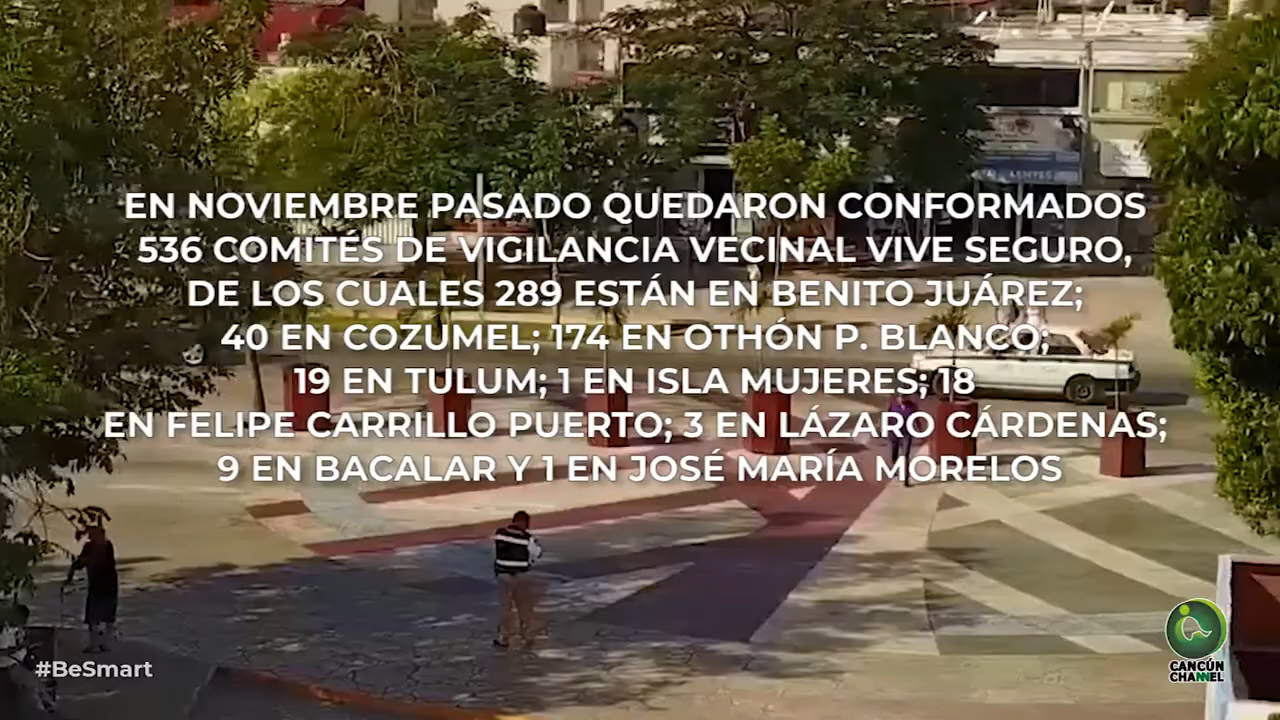 EN NOVIEMBRE PASADO QUEDARON CONFORMADOS
536 COMITÉS DE VIGILANCIA VECINAL VIVE SEGURO,
DE LOS CUALES 289 ESTÁN EN BENITO JUÁREZ;
40 EN COZUMEL; 174 EN OTHÓN P. BLANCO;
19 EN TULUM; 1 EN ISLA MUJERES; 18
EN FELIPE CARRILLO PUERTO; 3 EN LÁZARO CÁRDENAS;
9 EN BACALAR Y 1 EN JOSÉ MARÍA MORELOS
#BeSmart
CANCÚN
CHANNEL